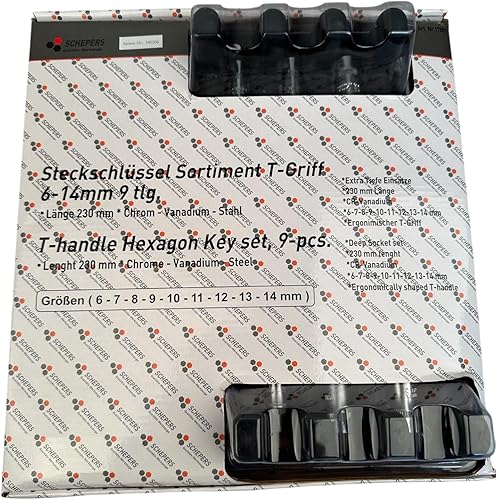 SCHEPERS
Steckschlüssel Sortiment T-Griff
6-14mm 9 tlg.
* Länge 230 mm * Chrom - Vanadium - Stahl
T-handle Hexagon Key set, 9-pcs.
* Lenght 230 mm * Chrome - Vanadium - Steel
Größen ( 6 - 7 - 8 - 9 - 10 - 11 - 12 - 13 - 14 mm )
*Extra Tiefe Einsätze
*230 mm Länge
*CR-Vanadium
*6-7-8-9-10-11-12-13-14 mm
*Ergonimischer T-Griff
*Deep Socket set
*230 mm lenght
*CR-Vanadium
*6-7-8-9-10-11-12-13-14 mm
*Ergonomically shaped T-handle